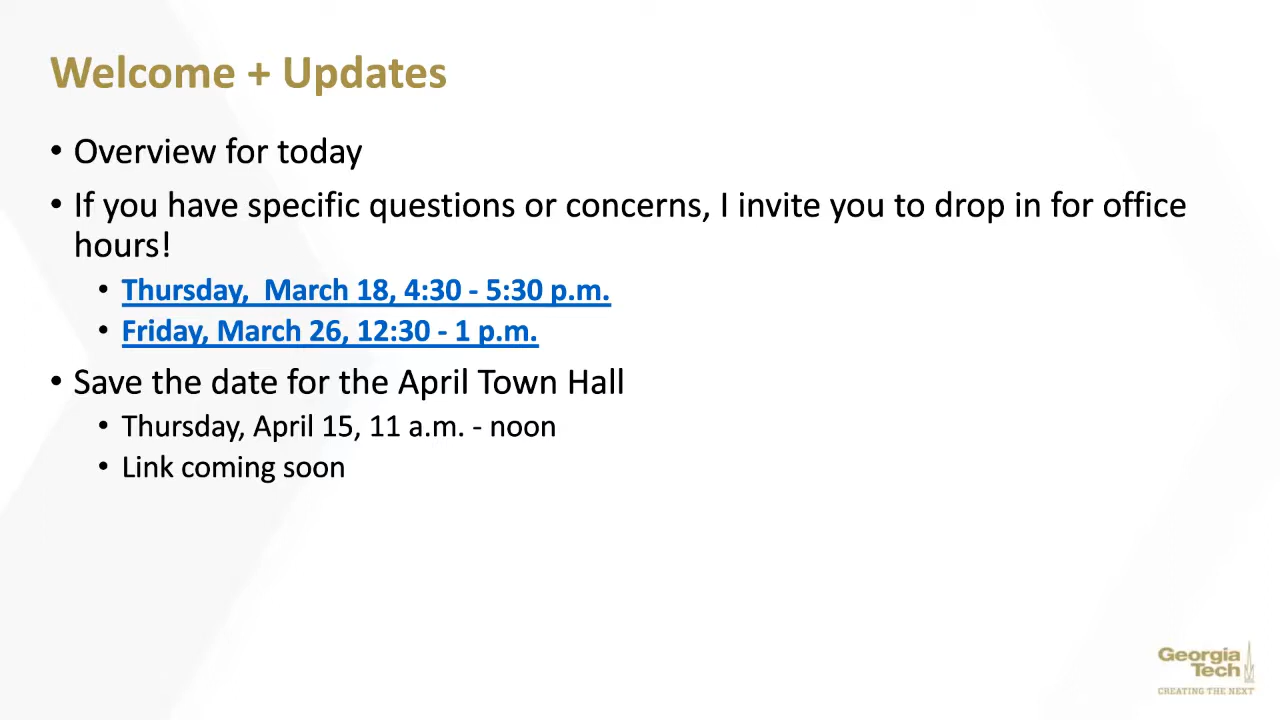 Welcome + Updates
• Overview for today
• If you have specific questions or concerns, I invite you to drop in for office
hours!
• Thursday,  March 18, 4:30 - 5:30 p.m.
• Friday, March 26, 12:30 - 1 p.m.
• Save the date for the April Town Hall
• Thursday, April 15, 11 a.m. - noon
• Link coming soon
Georgia
Tech
CREATING THE NEXT